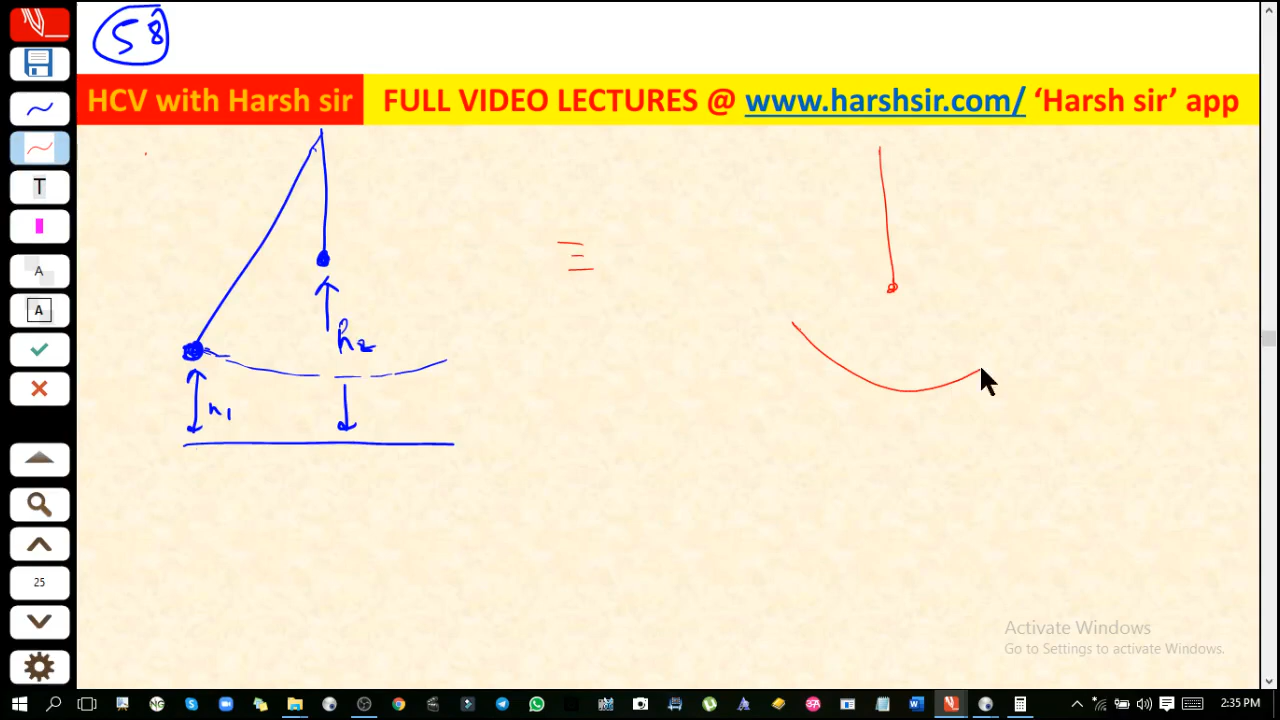 58
HCV with Harsh sir FULL VIDEO LECTURES @ www.harshsir.com/ ‘Harsh sir’ app
≡
h2
h1
T
A
A
25
Activate Windows
Go to Settings to activate Windows.
2:35 PM